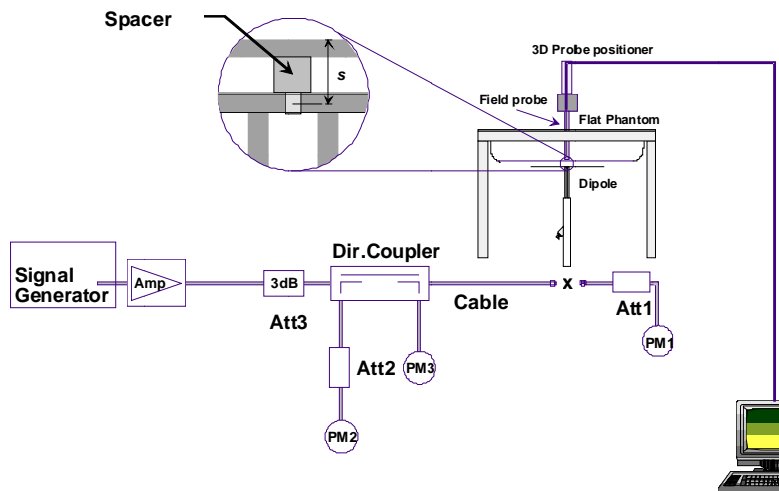 Spacer
s
3D Probe positioner
Field probe
Flat Phantom
Dipole
Dir.Coupler
Signal
Generator
Amp
3dB
Cable
x
Att3
Att1
PM1
Att2
PM3
PM2